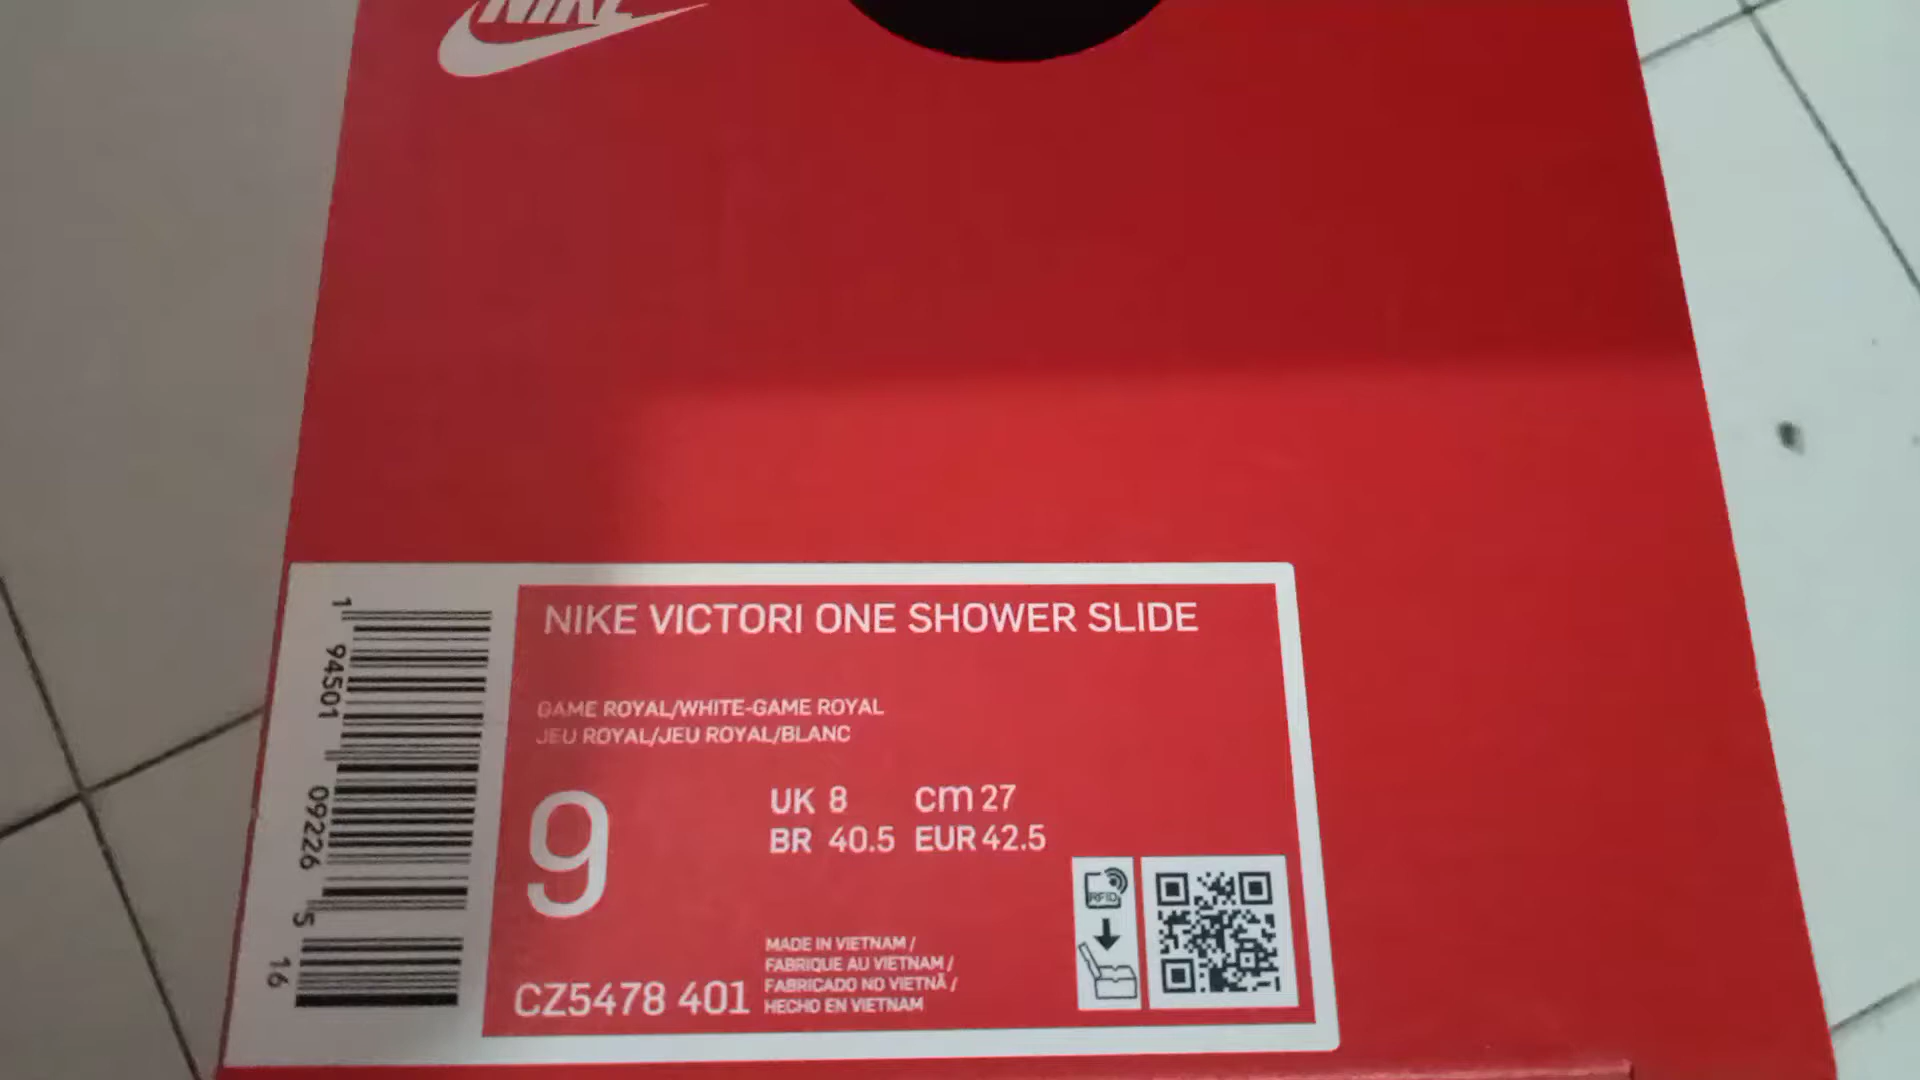 NIKE
NIKE VICTORI ONE SHOWER SLIDE
GAME ROYAL/WHITE-GAME ROYAL
JEU ROYAL/JEU ROYAL/BLANC
9
UK 8 cm 27
BR 40.5 EUR 42.5
CZ5478 401
MADE IN VIETNAM /
FABRIQUE AU VIETNAM /
FABRICADO NO VIETNÃ /
HECHO EN VIETNAM
RFID
1 94501 09226 5 16